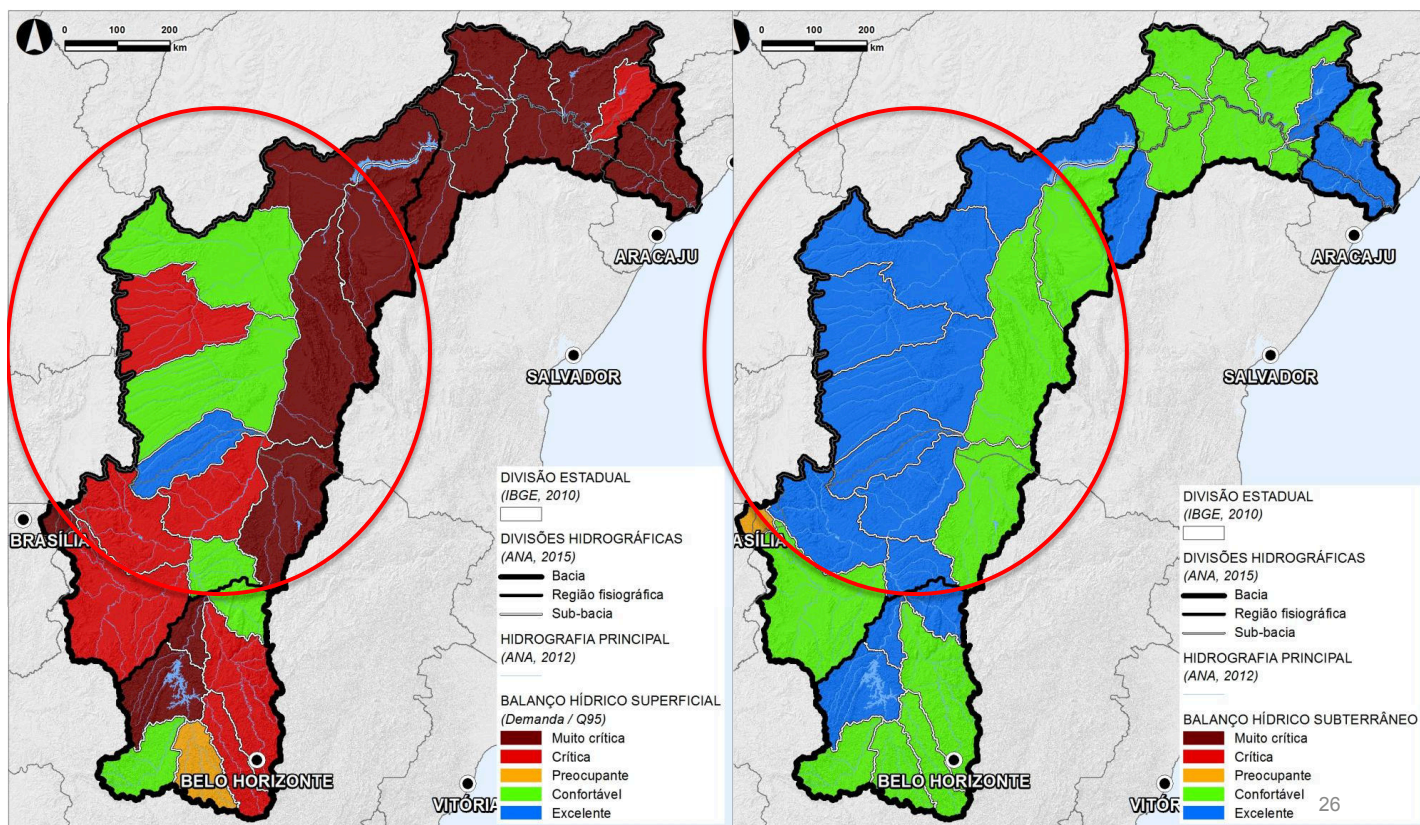 0 100 200
km
ARACAJU
SALVADOR
BRASÍLIA
BELO HORIZONTE
VITÓRIA
DIVISÃO ESTADUAL
(IBGE, 2010)
DIVISÕES HIDROGRÁFICAS
(ANA, 2015)
Bacia
Região fisiográfica
Sub-bacia
HIDROGRAFIA PRINCIPAL
(ANA, 2012)
BALANÇO HÍDRICO SUPERFICIAL
(Demanda / Q95)
Muito crítica
Crítica
Preocupante
Confortável
Excelente
0 100 200
km
ARACAJU
SALVADOR
ASÍLIA
BELO HORIZONTE
VITÓR
DIVISÃO ESTADUAL
(IBGE, 2010)
DIVISÕES HIDROGRÁFICAS
(ANA, 2015)
Bacia
Região fisiográfica
Sub-bacia
HIDROGRAFIA PRINCIPAL
(ANA, 2012)
BALANÇO HÍDRICO SUBTERRÂNEO
Muito crítica
Crítica
Preocupante
Confortável
Excelente
26